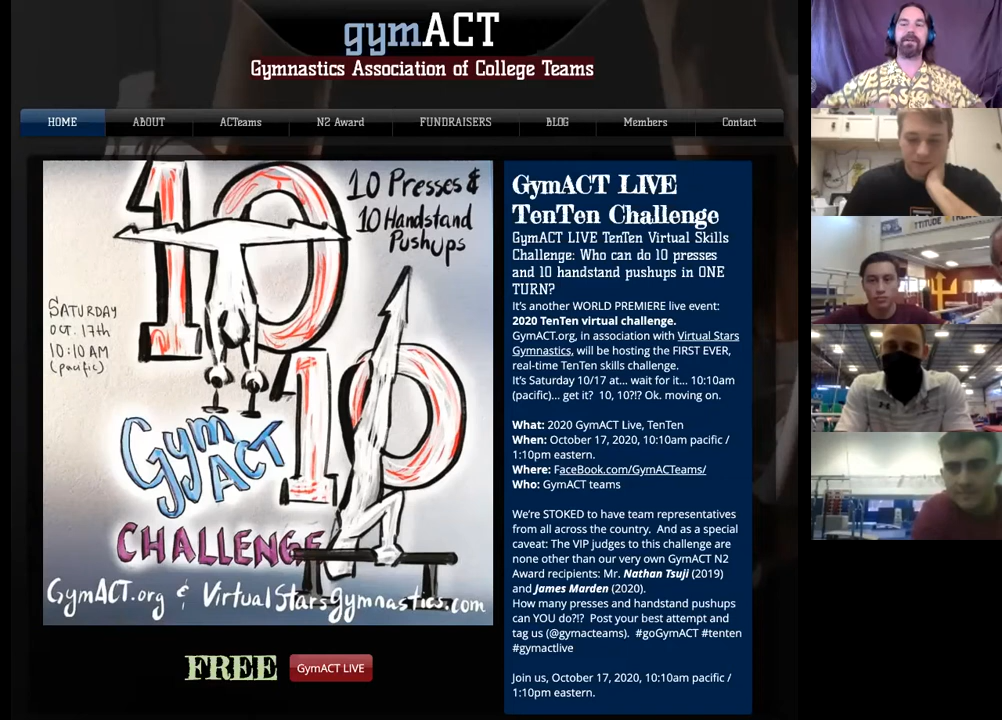 gymACT
Gymnastics Association of College Teams
HOME ABOUT ACTeams N2 Award FUNDRAISERS BLOG Members Contact
10 10
10 Presses &
10 Handstand
Pushups
SATURDAY
OCT. 17th
10:10 AM
(pacific)
GymACT
CHALLENGE
GymACT.org & VirtualStarsgymnastics.com
FREE
GymACT LIVE
GymACT LIVE
TenTen Challenge
GymACT LIVE TenTen Virtual Skills
Challenge: Who can do 10 presses
and 10 handstand pushups in ONE
TURN?
It's another WORLD PREMIERE live event:
2020 TenTen virtual challenge.
GymACT.org, in association with Virtual Stars
Gymnastics, will be hosting the FIRST EVER,
real-time TenTen skills challenge.
It's Saturday 10/17 at... wait for it... 10:10am
(pacific)... get it? 10, 10?!? Ok. moving on.
What: 2020 GymACT Live, TenTen
When: October 17, 2020, 10:10am pacific /
1:10pm eastern.
Where: FaceBook.com/GymACTeams/
Who: GymACT teams
We're STOKED to have team representatives
from all across the country. And as a special
caveat: The VIP judges to this challenge are
none other than our very own GymACT N2
Award recipients: Mr. Nathan Tsuji (2019)
and James Marden (2020).
How many presses and handstand pushups
can YOU do?!? Post your best attempt and
tag us (@gymacteams). #goGymACT #tenten
#gymactlive
Join us, October 17, 2020, 10:10am pacific /
1:10pm eastern.